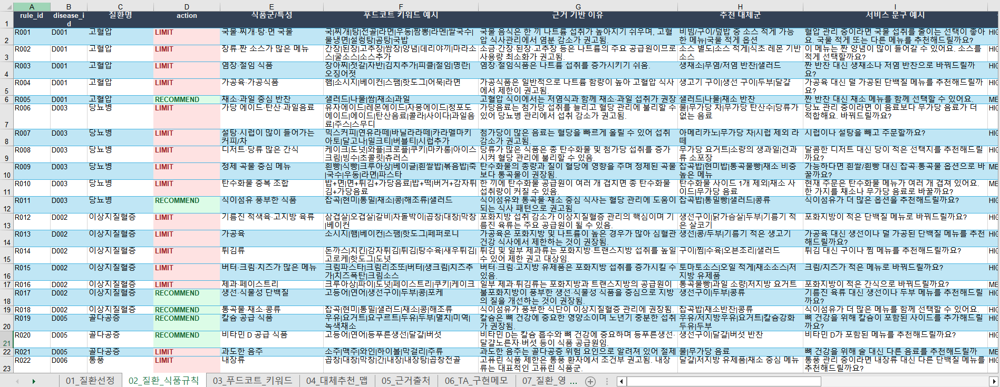 A B C D E F G H I
1 rule_id disease_id 질환명 action 식품군/특성 푸드코트 키워드 예시 근거 기반 이유 추천 대체군 서비스 문구 예시
2 R001 D001 고혈압 LIMIT 국물·찌개·탕·면 국물 국|찌개|탕|전골|라면|우동|짬뽕|라멘|쌀국수|물냉면|설렁탕|곰탕|국밥 국물 음식은 한 끼 나트륨 섭취가 높아지기 쉬우며, 고혈압 식사관리에서 염분 감소가 권고됨. 비빔/구이/덮밥 중 소스 적게 가능한 메뉴|국물 적게 옵션 혈압 관리 중이라면 국물 섭취를 줄이는 선택이 좋아요. 국물 적게 또는 다른 메뉴를 추천해드릴까요? HIG
3 R002 D001 고혈압 LIMIT 장류·짠 소스가 많은 메뉴 간장|된장|고추장|쌈장|양념|데리야끼|마라소스|굴소스|소스추가 소금·간장·된장·고추장 등은 나트륨의 주요 공급원이므로 사용량 최소화가 권고됨. 소스 별도|소스 적게|식초·레몬 기반 소스 이 메뉴는 짠 양념이 많이 들어갈 수 있어요. 소스를 적게 선택할까요? HIG
4 R003 D001 고혈압 LIMIT 염장·절임 식품 장아찌|젓갈|자반|김치추가|피클|절임|명란|오징어젓 염장·절임식품은 나트륨 섭취를 증가시키기 쉬움. 생채소|무염/저염 반찬|샐러드 짠 반찬 대신 생채소나 저염 반찬으로 바꿔드릴까요? HIG
5 R004 D001 고혈압 LIMIT 가공육·가공식품 햄|소시지|베이컨|스팸|핫도그|어묵|라면 가공식품은 일반적으로 나트륨 함량이 높아 고혈압 식사에서 제한이 권고됨. 생고기 구이|생선 구이|두부|달걀 가공육 대신 덜 가공된 단백질 메뉴를 추천해드릴까요? HIG
6 R005 D001 고혈압 RECOMMEND 채소·과일 중심 반찬 샐러드|나물|쌈|채소|과일 고혈압 식이에서는 저염식과 함께 채소·과일 섭취가 권장 샐러드|나물|채소 반찬 짠 반찬 대신 채소 메뉴를 함께 선택할 수 있어요. ME
7 R006 D003 당뇨병 LIMIT 가당 에이드·탄산·과일음료 유자에이드|레몬에이드|자몽에이드|청포도에이드|에이드|탄산음료|콜라|사이다|과일음료|주스|스무디 가당음료는 첨가당 섭취를 늘리고 혈당 관리에 불리할 수 있어 당뇨병 관리에서 섭취 감소가 권고됨. 물|무가당 차|무가당 탄산수|당류가 없는 음료 당뇨 관리 중이라면 이 음료보다 무가당 음료가 더 적합해요. 바꿔드릴까요? HIG
8 R007 D003 당뇨병 LIMIT 설탕·시럽이 많이 들어가는 커피/차 믹스커피|연유라떼|바닐라라떼|카라멜마키아토|달고나|밀크티|버블티|시럽추가 첨가당이 많은 음료는 혈당을 빠르게 올릴 수 있어 섭취 감소가 권고됨. 아메리카노|무가당 차|시럽 제외 라떼 시럽이나 설탕을 빼고 주문할까요? HIG
9 R008 D003 당뇨병 LIMIT 디저트·당류 많은 간식 케이크|도넛|와플|크로플|쿠키|마카롱|아이스크림|빙수|초콜릿|츄러스 당류가 많은 식품은 총 탄수화물 및 첨가당 섭취를 증가시켜 혈당 관리에 불리할 수 있음. 무가당 요거트|소량의 생과일|견과류 소포장 달콤한 디저트 대신 당이 적은 선택지를 추천해드릴까요? HIG
10 R009 D003 당뇨병 LIMIT 정제 곡물 중심 메뉴 흰빵|식빵|크루아상|베이글|흰쌀밥|볶음밥|죽|국수|우동|라면|파스타 탄수화물의 총량과 질이 혈당에 영향을 주며 정제된 곡물보다 통곡물이 권장됨. 잡곡밥|현미밥|통곡물빵|채소 비중 높은 메뉴 가능하다면 흰쌀/흰빵 대신 잡곡·통곡물 옵션으로 바꿀까요? ME
11 R010 D003 당뇨병 LIMIT 탄수화물 중복 조합 밥+면|면+튀김+가당음료|밥+떡|버거+감자튀김+가당음료 한 끼에 탄수화물 공급원이 여러 개 겹치면 총 탄수화물 섭취량이 커질 수 있음. 탄수화물 사이드 1개 제외|채소 사이드|무가당 음료 현재 주문은 탄수화물 메뉴가 여러 개 겹쳐 있어요. 한 가지를 채소나 무가당 음료로 바꿀까요? ME
12 R011 D003 당뇨병 RECOMMEND 식이섬유 풍부한 식품 잡곡|현미|통밀|채소|콩|해조류|샐러드 식이섬유와 통곡물·채소 중심 식사는 혈당 관리에 도움이 되는 식사 패턴으로 권고됨. 잡곡밥|통밀빵|샐러드|콩류 식이섬유가 더 많은 옵션을 추천해드릴까요? HIG
13 R012 D002 이상지질혈증 LIMIT 기름진 적색육·고지방 육류 삼겹살|오겹살|갈비|차돌박이|곱창|대창|막창|베이컨 포화지방 섭취 감소가 이상지질혈증 관리의 핵심이며 기름진 육류는 주요 공급원이 될 수 있음. 생선구이|닭가슴살|두부|기름기 적은 살코기 포화지방이 적은 단백질 메뉴로 바꿔드릴까요? HIG
14 R013 D002 이상지질혈증 LIMIT 가공육 소시지|햄|베이컨|스팸|핫도그|페퍼로니 가공육은 포화지방 및 나트륨이 높은 경우가 많아 심혈관 건강 식사에서 제한하는 것이 권장됨. 생선|콩/두부|기름기 적은 생고기 가공육 대신 생선이나 덜 가공된 단백질 메뉴를 추천해드릴까요? HIG
15 R014 D002 이상지질혈증 LIMIT 튀김류 돈까스|치킨|감자튀김|튀김|탕수육|새우튀김|고로케|핫도그|도넛 튀김 및 일부 제과류는 포화지방·트랜스지방 섭취를 높일 수 있어 제한 권고 대상임. 구이|찜|수육|오븐조리|샐러드 튀김 대신 구이나 찜 메뉴를 추천해드릴까요? HIG
16 R015 D002 이상지질혈증 LIMIT 버터·크림·치즈가 많은 메뉴 크림파스타|크림리조또|버터|생크림|치즈추가|치즈폭탄|크림소스 버터·크림·고지방 유제품은 포화지방 섭취를 증가시킬 수 있음. 토마토소스|오일 적게|채소소스|저지방 유제품 크림/치즈가 적은 메뉴로 바꿔드릴까요? HIG
17 R016 D002 이상지질혈증 LIMIT 제과·페이스트리 크루아상|파이|도넛|페이스트리|쿠키|케이크 일부 제과·튀김류는 포화지방과 트랜스지방의 공급원이 통곡물빵|과일 소량|저지방 요거트 포화지방이 적은 간식으로 바꿔드릴까요? ME
18 R017 D002 이상지질혈증 RECOMMEND 생선·식물성 단백질 고등어|연어|생선구이|두부|콩|포케 불포화지방이 풍부한 생선·식물성 식품을 중심으로 지방의 질을 개선하는 것이 권장됨. 생선구이|두부|콩류 기름진 육류 대신 생선이나 두부 메뉴를 추천해드릴까요? HIG
19 R018 D002 이상지질혈증 RECOMMEND 통곡물·채소·콩류 잡곡|현미|통밀|샐러드|채소|콩|해조류 식이섬유가 풍부한 식단이 이상지질혈증 관리에 권장됨. 잡곡밥|채소반찬|콩류 식이섬유가 더 많은 메뉴를 함께 선택할 수 있어요. HIG
20 R019 D005 골다공증 RECOMMEND 칼슘 공급 식품 우유|요거트|요구르트|두유|두부|멸치|미역|녹색채소 칼슘은 뼈 건강에 중요한 영양소이며 노년기 충분한 섭취가 권장됨. 우유/저지방우유|요거트|칼슘강화 두유|두부 뼈 건강을 위해 칼슘이 포함된 사이드를 추가해드릴까요? HIG
21 R020 D005 골다공증 RECOMMEND 비타민 D 공급 식품 고등어|연어|등푸른생선|달걀|버섯 비타민 D는 칼슘 흡수와 뼈 건강에 중요하며 등푸른생선·달걀노른자·버섯 등이 식품 공급원임. 생선구이|달걀|버섯 반찬 비타민 D가 포함된 메뉴를 추천해드릴까요? HIG
22 R021 D005 골다공증 LIMIT 과도한 음주 소주|맥주|와인|하이볼|막걸리|주류 과도한 음주는 골다공증 위험 요인으로 알려져 있어 절제 물|무가당 음료 뼈 건강을 위해 술 대신 다른 음료를 추천해드릴까 ME
23 R022 D006 통풍 LIMIT 내장류 곱창|대창|막창|간|내장|내장탕|곱창전골 고퓨린 식품 제한은 통풍 환자에서 조건부 권고됨. 내장류는 대표적인 고퓨린 식품군. 달걀|저지방 유제품|채소 중심 메뉴 통풍 관리 중이라면 내장류 대신 다른 단백질 메뉴를 추천해드릴까요? HIG
01_질환선정 02_질환_식품규칙 03_푸드코트_키워드 04_대체추천_맵 05_근거출처 06_TA_구현메모 07_질환_영 ...